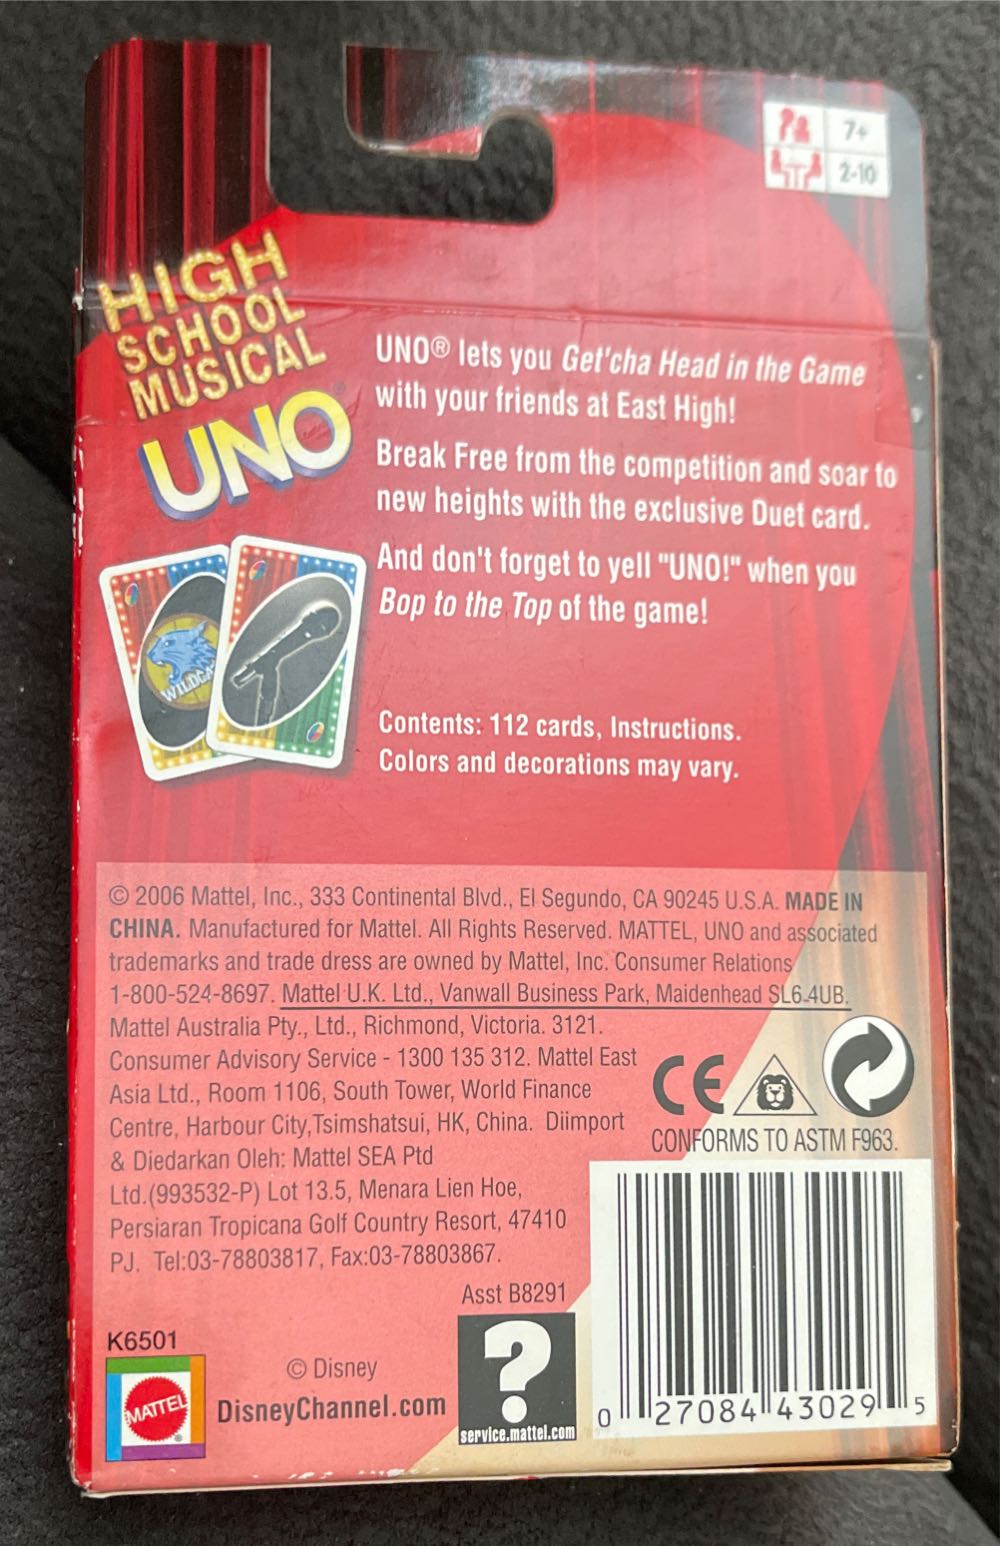 7+
2-10
HIGH
SCHOOL
MUSICAL
UNO
®
UNO® lets you Get'cha Head in the Game
with your friends at East High!
Break Free from the competition and soar to
new heights with the exclusive Duet card.
And don't forget to yell "UNO!" when you
Bop to the Top of the game!
WILDCA
Contents: 112 cards, Instructions.
Colors and decorations may vary.
© 2006 Mattel, Inc., 333 Continental Blvd., El Segundo, CA 90245 U.S.A. MADE IN
CHINA. Manufactured for Mattel. All Rights Reserved. MATTEL, UNO and associated
trademarks and trade dress are owned by Mattel, Inc. Consumer Relations
1-800-524-8697. Mattel U.K. Ltd., Vanwall Business Park, Maidenhead SL6 4UB.
Mattel Australia Pty., Ltd., Richmond, Victoria. 3121.
Consumer Advisory Service - 1300 135 312. Mattel East
Asia Ltd., Room 1106, South Tower, World Finance
Centre, Harbour City,Tsimshatsui, HK, China. Diimport
& Diedarkan Oleh: Mattel SEA Ptd
Ltd.(993532-P) Lot 13.5, Menara Lien Hoe,
Persiaran Tropicana Golf Country Resort, 47410
PJ. Tel:03-78803817, Fax:03-78803867.
CE
CONFORMS TO ASTM F963.
Asst B8291
K6501
MATTEL
®
© Disney
DisneyChannel.com
?
service.mattel.com
0 27084 43029 5